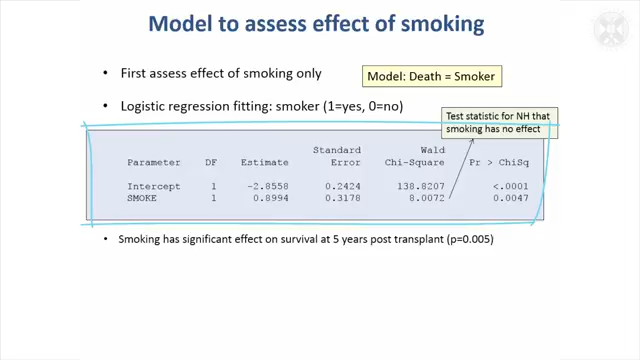 Model to assess effect of smoking
• First assess effect of smoking only
Model: Death = Smoker
• Logistic regression fitting: smoker (1=yes, 0=no)
Test statistic for NH that
smoking has no effect
Standard Wald
Parameter DF Estimate Error Chi-Square Pr > ChiSq
Intercept 1 -2.8558 0.2424 138.8207 <.0001
SMOKE 1 0.8994 0.3178 8.0072 0.0047
• Smoking has significant effect on survival at 5 years post transplant (p=0.005)